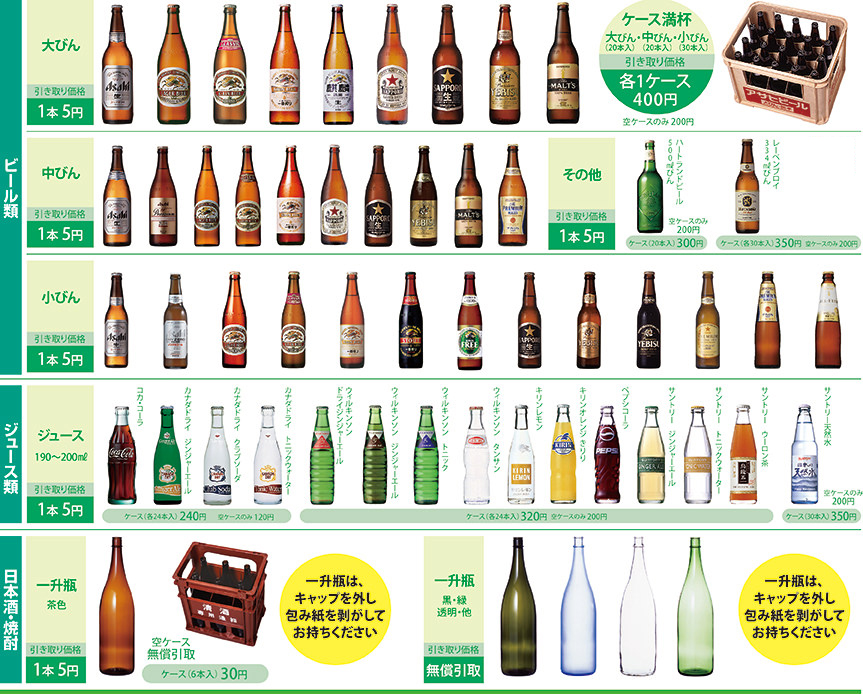 ビール類
大びん
引き取り価格
1本5円
ケース満杯
大びん・中びん・小びん
(20本入) (20本入) (30本入)
引き取り価格
各1ケース
400円
空ケースのみ 200円
アサヒビール
中びん
引き取り価格
1本5円
その他
引き取り価格
1本5円
ハートランドビール
500mlびん
空ケースのみ
200円
ケース(20本入)300円
レーベンブロイ
334mlびん
ケース(各30本入)350円 空ケースのみ 200円
小びん
引き取り価格
1本5円
ジュース類
ジュース
190〜200㎖
引き取り価格
1本5円
コカ・コーラ
カナダドライ ジンジャーエール
カナダドライ クラブソーダ
カナダドライ トニックウォーター
ウィルキンソン
ドライジンジャーエール
ウィルキンソン ジンジャーエール
ウィルキンソン トニック
ウィルキンソン タンサン
キリンレモン
キリンオレンジきりり
ペプシコーラ
サントリー ジンジャーエール
サントリー トニックウォーター
サントリー ウーロン茶
サントリー天然水
ケース(各24本入)240円 空ケースのみ 120円
ケース(各24本入)320円 空ケースのみ 200円
空ケースのみ
200円
ケース(30本入)350円
日本酒・焼酎
一升瓶
茶色
引き取り価格
1本5円
空ケース
無償引取
ケース(6本入)30円
一升瓶は、
キャップを外し
包み紙を剥がして
お持ちください
一升瓶
黒・緑
透明・他
引き取り価格
無償引取
一升瓶は、
キャップを外し
包み紙を剥がして
お持ちください